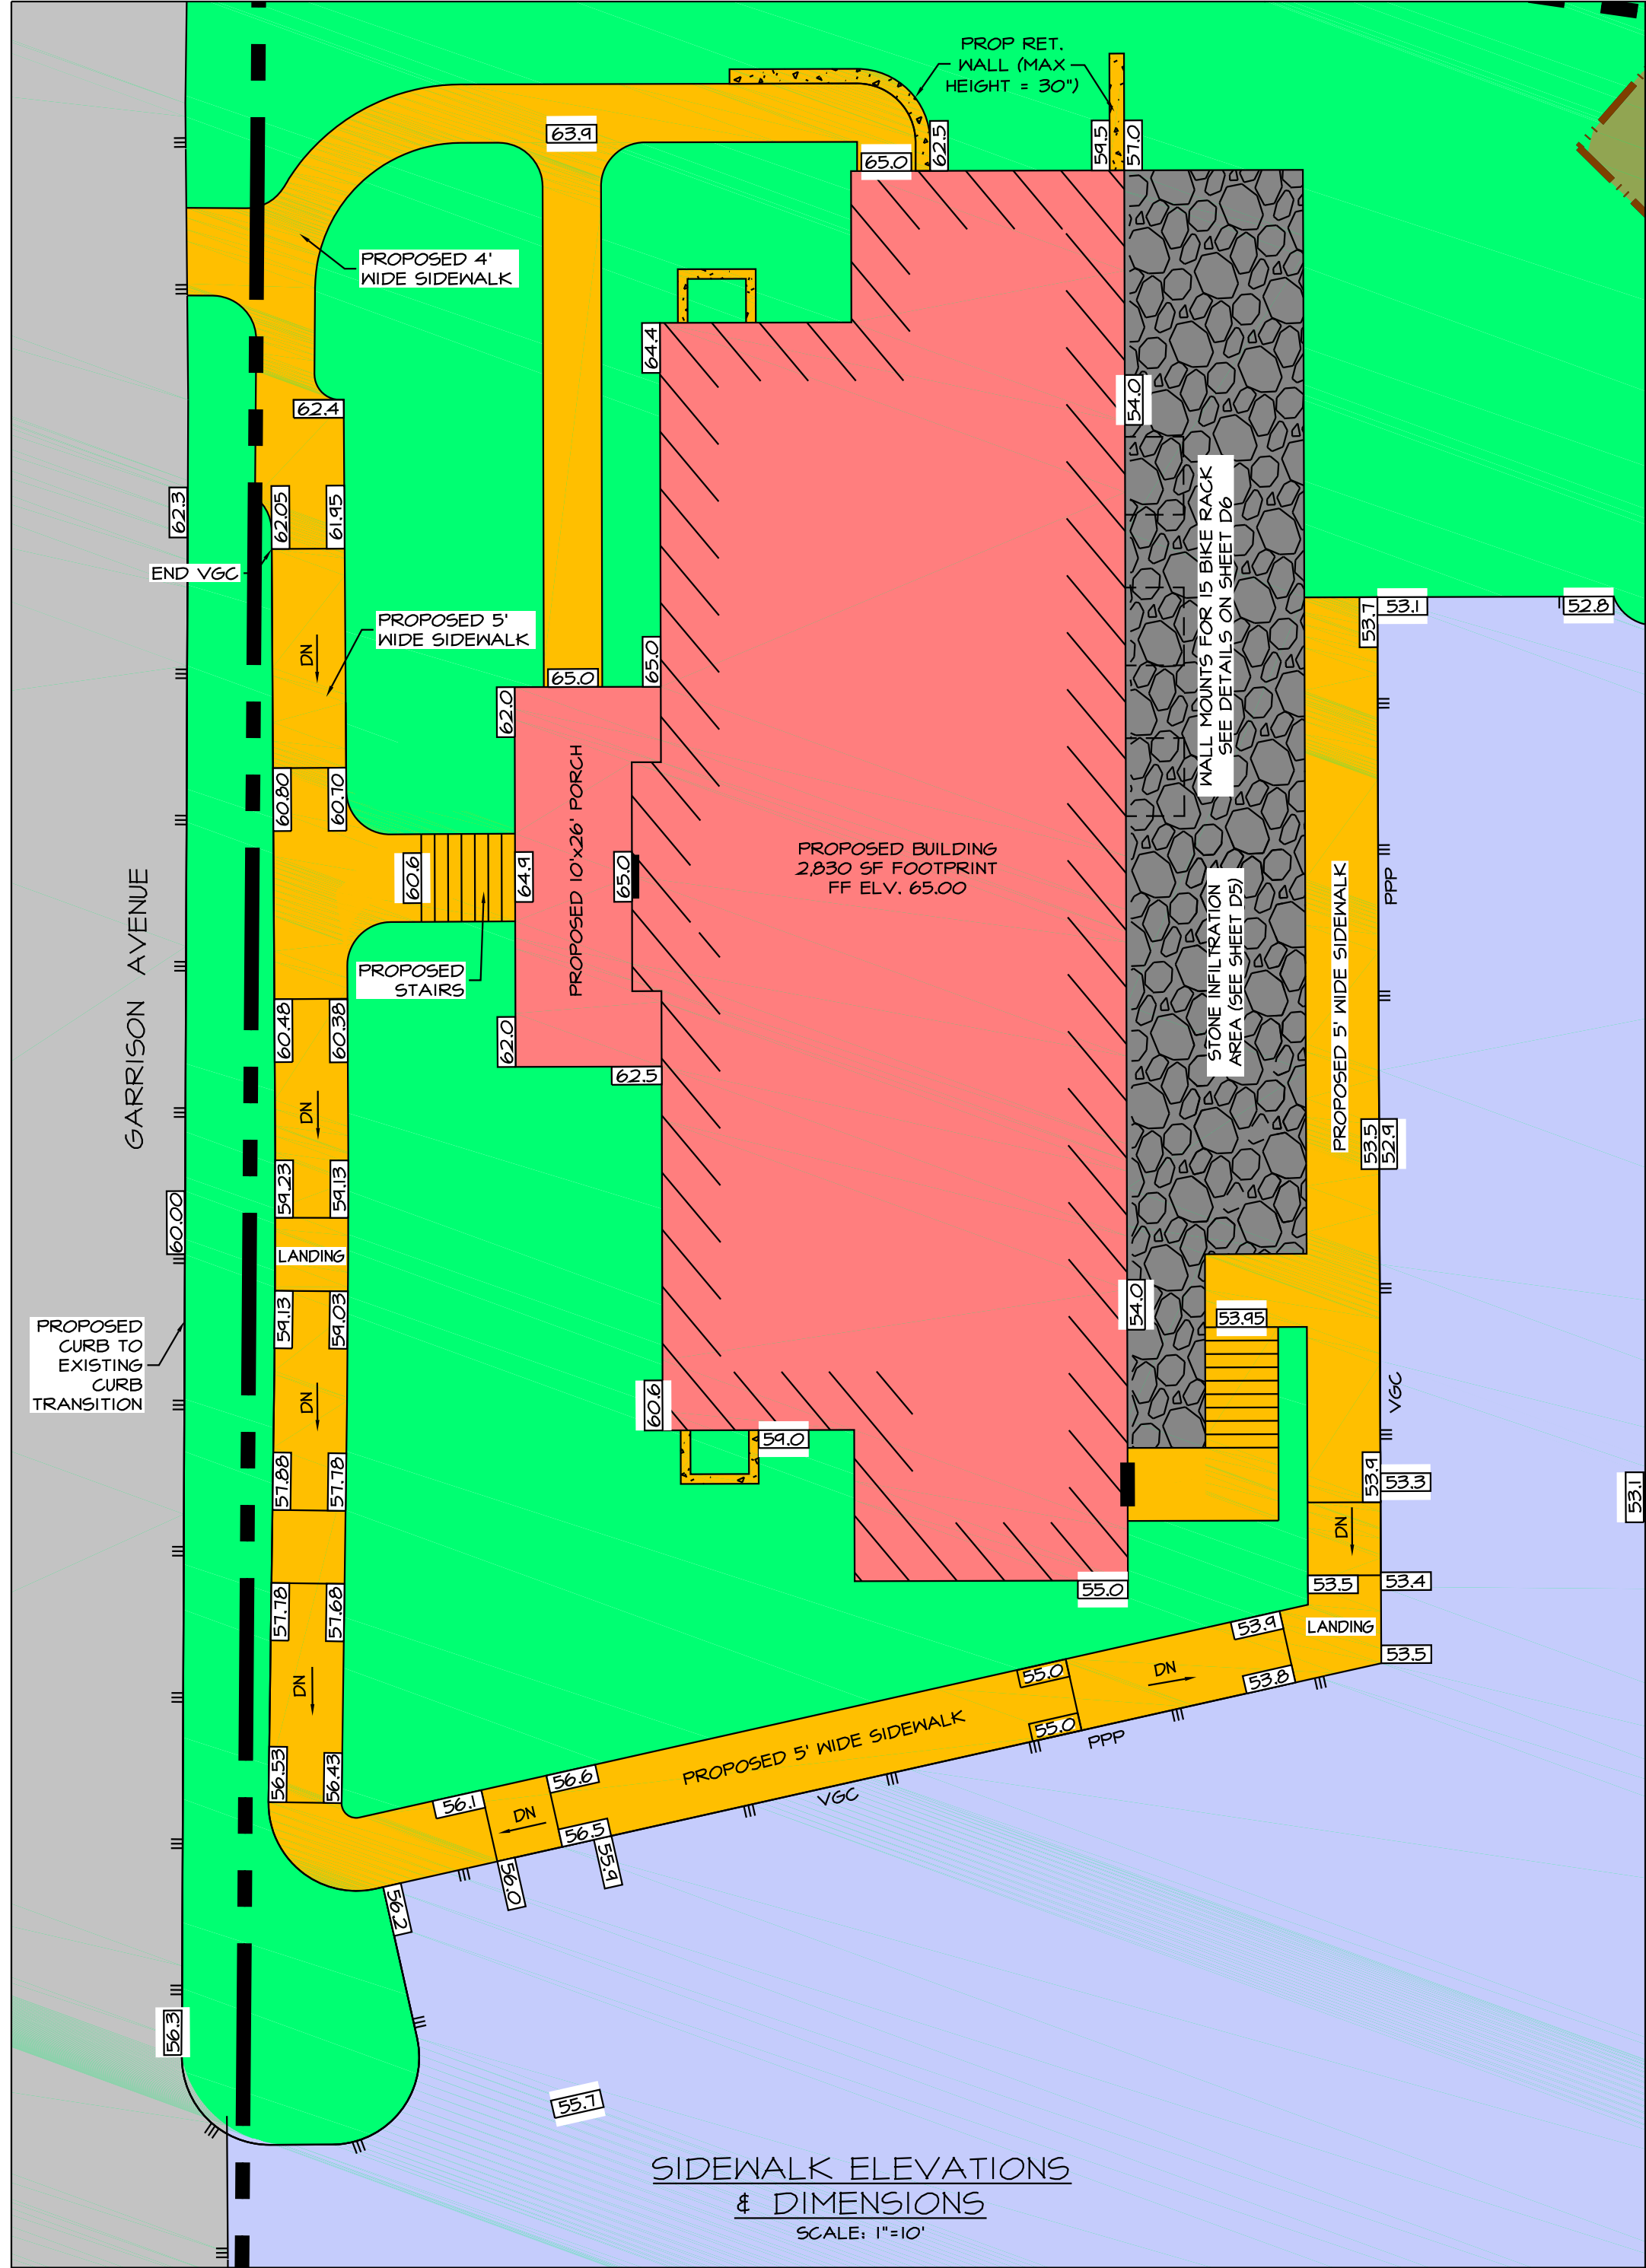 PROP RET.
WALL (MAX
HEIGHT = 30")
63.9
65.0
62.5
59.5
57.0
PROPOSED 4'
WIDE SIDEWALK
64.4
54.0
62.4
62.3
62.05
61.95
END VGC
WALL MOUNTS FOR 15 BIKE RACK
SEE DETAILS ON SHEET D6
PROPOSED 5'
WIDE SIDEWALK
DN
53.7
53.1
52.8
65.0
65.0
62.0
60.80
60.70
PROPOSED 10'x26' PORCH
60.6
64.9
65.0
PROPOSED BUILDING
2,830 SF FOOTPRINT
FF ELV. 65.00
GARRISON AVENUE
STONE INFILTRATION
AREA (SEE SHEET D5)
PROPOSED 5' WIDE SIDEWALK
PPP
PROPOSED
STAIRS
60.48
60.38
62.0
62.5
DN
53.5
52.9
59.23
59.13
60.00
LANDING
59.13
59.03
54.0
53.95
PROPOSED
CURB TO
EXISTING
CURB
TRANSITION
DN
60.6
59.0
VGC
57.88
57.78
53.9
53.3
53.1
DN
57.78
57.68
55.0
53.5
53.4
LANDING
53.5
DN
53.9
53.8
DN
55.0
55.0
PROPOSED 5' WIDE SIDEWALK
PPP
VGC
56.53
56.43
56.1
56.6
DN
56.5
55.9
56.0
56.2
56.3
55.7
SIDEWALK ELEVATIONS
& DIMENSIONS
SCALE: 1"=10'